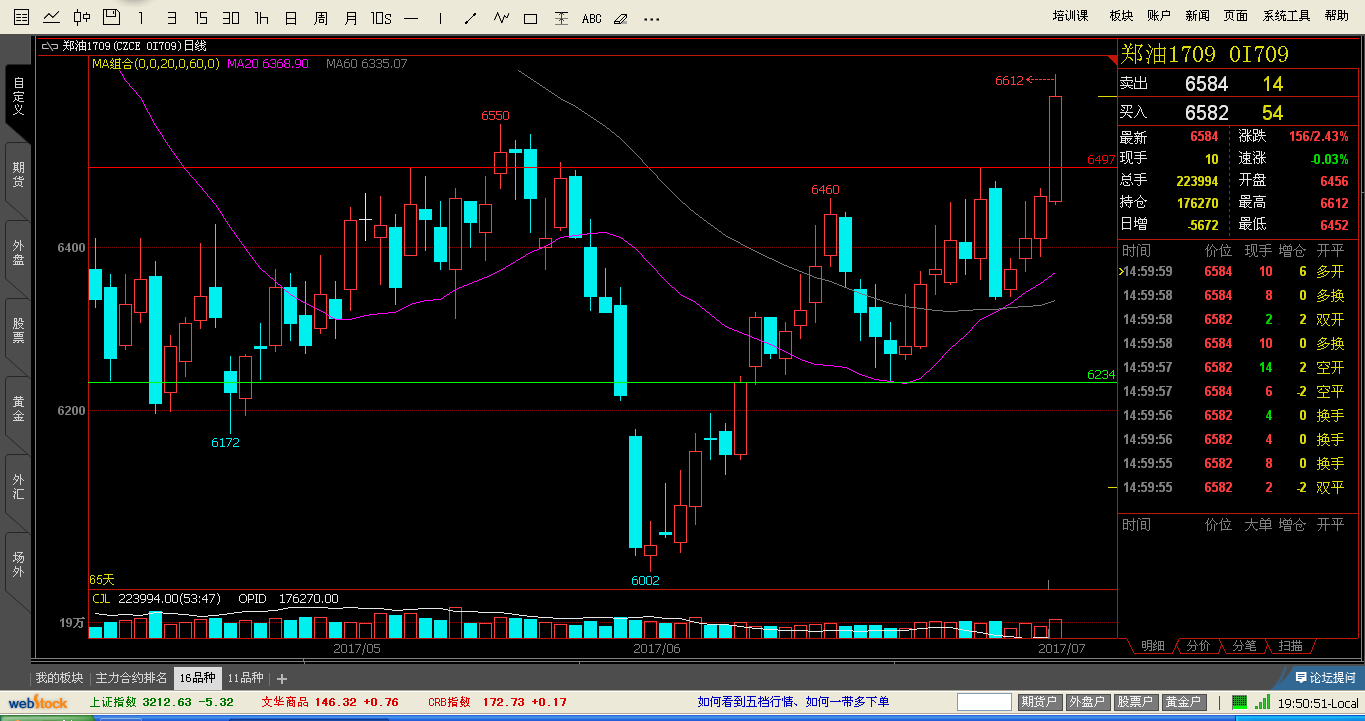 1 3 15 30 1h 日 周 月 10S ABC ... 培训课 板块 账户 新闻 页面 系统工具 帮助
郑油1709(CZCE OI709)日线
MA组合(0,0,20,0,60,0) MA20 6368.90 MA60 6335.07
郑油1709 OI709
卖出 6584 14
买入 6582 54
最新 6584 涨跌 156/2.43%
现手 10 速涨 -0.03%
总手 223994 开盘 6456
持仓 176270 最高 6612
日增 -5672 最低 6452
时间 价位 现手 增仓 开平
14:59:59 6584 10 6 多开
14:59:58 6584 8 0 多换
14:59:58 6582 2 2 双开
14:59:58 6584 10 0 多换
14:59:57 6582 14 2 空开
14:59:57 6584 6 -2 空平
14:59:56 6582 4 0 换手
14:59:56 6582 4 0 换手
14:59:55 6582 8 0 换手
14:59:55 6582 2 -2 双平
时间 价位 大单 增仓 开平
自定义
期货
外盘
股票
黄金
外汇
场外
6612
6550
6497
6460
6400
6234
6200
6172
6002
65天
CJL 223994.00(53:47) OPID 176270.00
19万
2017/05 2017/06 2017/07
明细 分价 分笔 扫描
我的板块 主力合约排名 16品种 11品种 +
论坛提问
webstock 上证指数 3212.63 -5.32 文华商品 146.32 +0.76 CRB指数 172.73 +0.17 如何看到五档行情、如何一带多下单 期货户 外盘户 股票户 黄金户 19:50:51-Local